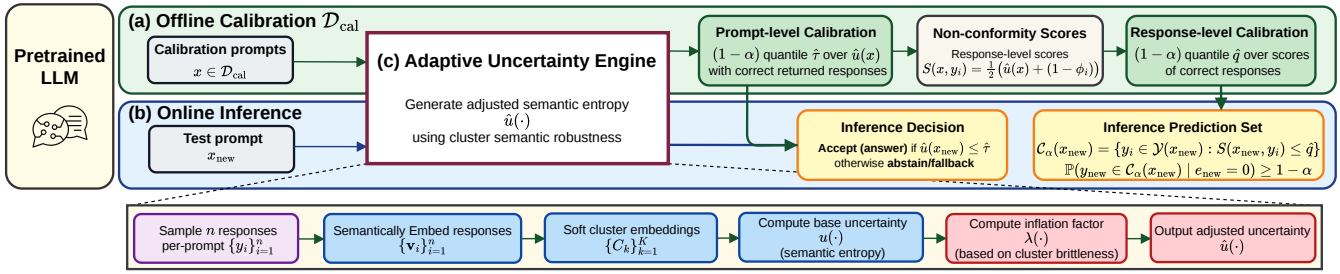 Pretrained
LLM
(a) Offline Calibration 𝒟_cal
Calibration prompts
x ∈ 𝒟_cal
(c) Adaptive Uncertainty Engine
Generate adjusted semantic entropy
û(·)
using cluster semantic robustness
Prompt-level Calibration
(1 − α) quantile τ̂ over û(x)
with correct returned responses
Non-conformity Scores
Response-level scores
S(x, y_i) = ½(û(x) + (1 − ϕ_i))
Response-level Calibration
(1 − α) quantile q̂ over scores
of correct responses
(b) Online Inference
Test prompt
x_new
Inference Decision
Accept (answer) if û(x_new) ≤ τ̂
otherwise abstain/fallback
Inference Prediction Set
𝒞_α(x_new) = {y_i ∈ 𝒴(x_new) : S(x_new, y_i) ≤ q̂}
ℙ(y_new ∈ 𝒞_α(x_new) | e_new = 0) ≥ 1 − α
Sample n responses
per-prompt {y_i}_{i=1}^n
Semantically Embed responses
{v_i}_{i=1}^n
Soft cluster embeddings
{C_k}_{k=1}^K
Compute base uncertainty
u(·)
(semantic entropy)
Compute inflation factor
λ(·)
(based on cluster brittleness)
Output adjusted uncertainty
û(·)